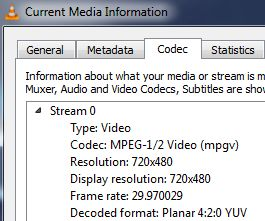 Current Media Information
General Metadata Codec Statistics
Information about what your media or stream is m
Muxer, Audio and Video Codecs, Subtitles are sho
Stream 0
Type: Video
Codec: MPEG-1/2 Video (mpgv)
Resolution: 720x480
Display resolution: 720x480
Frame rate: 29.970029
Decoded format: Planar 4:2:0 YUV